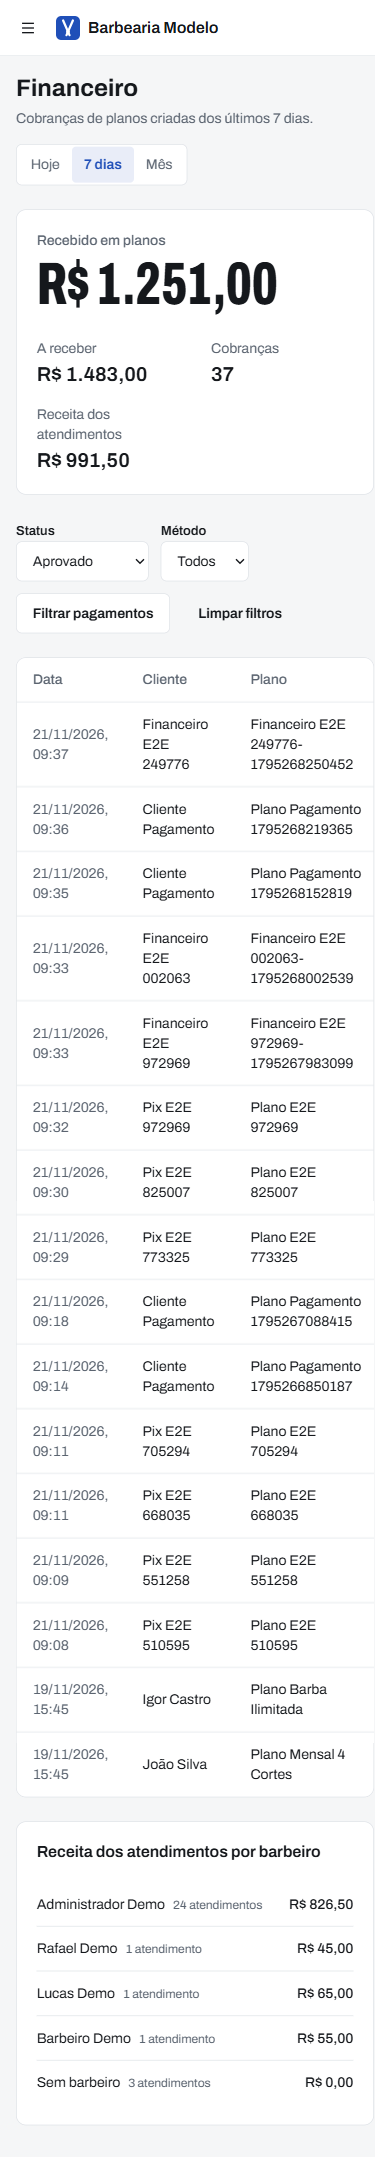 Barbearia Modelo
Financeiro
Cobranças de planos criadas dos últimos 7 dias.
Hoje 7 dias Mês
Recebido em planos
R$ 1.251,00
A receber Cobranças
R$ 1.483,00 37
Receita dos
atendimentos
R$ 991,50
Status Método
Aprovado Todos
Filtrar pagamentos Limpar filtros
Data Cliente Plano
21/11/2026, Financeiro Financeiro E2E
09:37 E2E 249776-
249776 1795268250452
21/11/2026, Cliente Plano Pagamento
09:36 Pagamento 1795268219365
21/11/2026, Cliente Plano Pagamento
09:35 Pagamento 1795268152819
21/11/2026, Financeiro Financeiro E2E
09:33 E2E 002063-
002063 1795268002539
21/11/2026, Financeiro Financeiro E2E
09:33 E2E 972969-
972969 1795267983099
21/11/2026, Pix E2E Plano E2E
09:32 972969 972969
21/11/2026, Pix E2E Plano E2E
09:30 825007 825007
21/11/2026, Pix E2E Plano E2E
09:29 773325 773325
21/11/2026, Cliente Plano Pagamento
09:18 Pagamento 1795267088415
21/11/2026, Cliente Plano Pagamento
09:14 Pagamento 1795266850187
21/11/2026, Pix E2E Plano E2E
09:11 705294 705294
21/11/2026, Pix E2E Plano E2E
09:11 668035 668035
21/11/2026, Pix E2E Plano E2E
09:09 551258 551258
21/11/2026, Pix E2E Plano E2E
09:08 510595 510595
19/11/2026, Igor Castro Plano Barba
15:45 Ilimitada
19/11/2026, João Silva Plano Mensal 4
15:45 Cortes
Receita dos atendimentos por barbeiro
Administrador Demo 24 atendimentos R$ 826,50
Rafael Demo 1 atendimento R$ 45,00
Lucas Demo 1 atendimento R$ 65,00
Barbeiro Demo 1 atendimento R$ 55,00
Sem barbeiro 3 atendimentos R$ 0,00